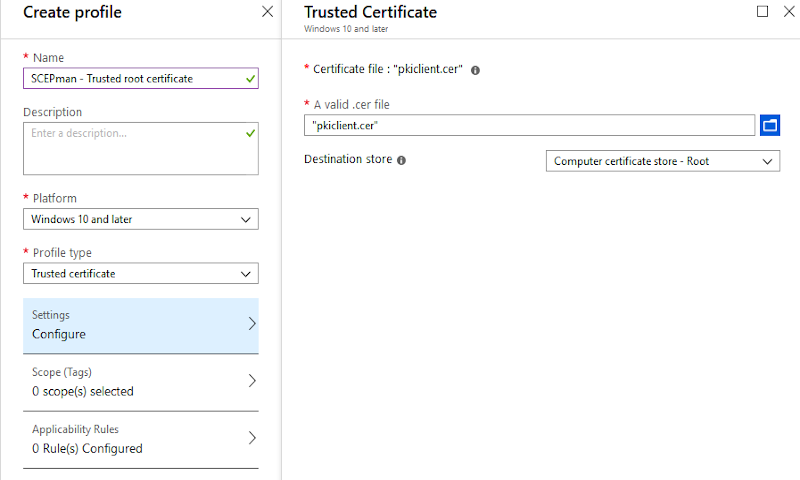 Create profile
* Name
SCEPman - Trusted root certificate
Description
Enter a description...
* Platform
Windows 10 and later
* Profile type
Trusted certificate
Settings
Configure
Scope (Tags)
0 scope(s) selected
Applicability Rules
0 Rule(s) Configured
Trusted Certificate
Windows 10 and later
* Certificate file : "pkiclient.cer"
* A valid .cer file
"pkiclient.cer"
Destination store
Computer certificate store - Root